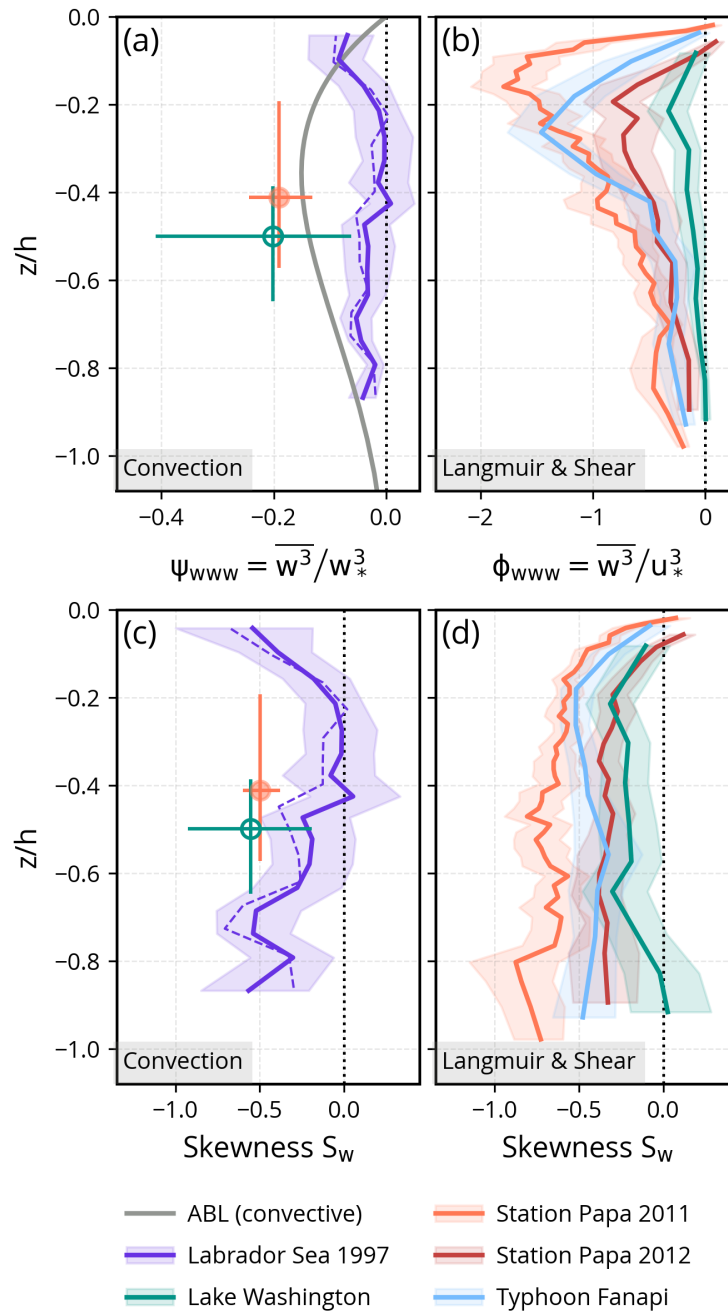 (a)
(b)
0.0
−0.2
−0.4
−0.6
−0.8
−1.0
z/h
Convection
Langmuir & Shear
−0.4
−0.2
0.0
−2
−1
0
ψwww = w³/w*³
ϕwww = w³/u*³
(c)
(d)
0.0
−0.2
−0.4
−0.6
−0.8
−1.0
z/h
Convection
Langmuir & Shear
−1.0
−0.5
0.0
−1.0
−0.5
0.0
Skewness Sw
Skewness Sw
ABL (convective)
Labrador Sea 1997
Lake Washington
Station Papa 2011
Station Papa 2012
Typhoon Fanapi